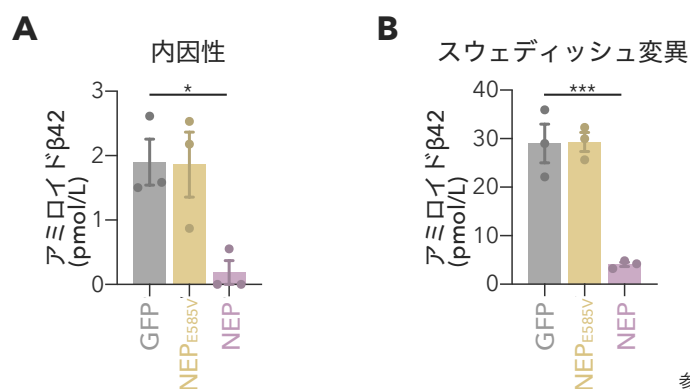 A
内因性
アミロイドβ42
(pmol/L)
3
2
1
0
*
GFP
NEPE585V
NEP
B
スウェディッシュ変異
アミロイドβ42
(pmol/L)
40
30
20
10
0
***
GFP
NEPE585V
NEP